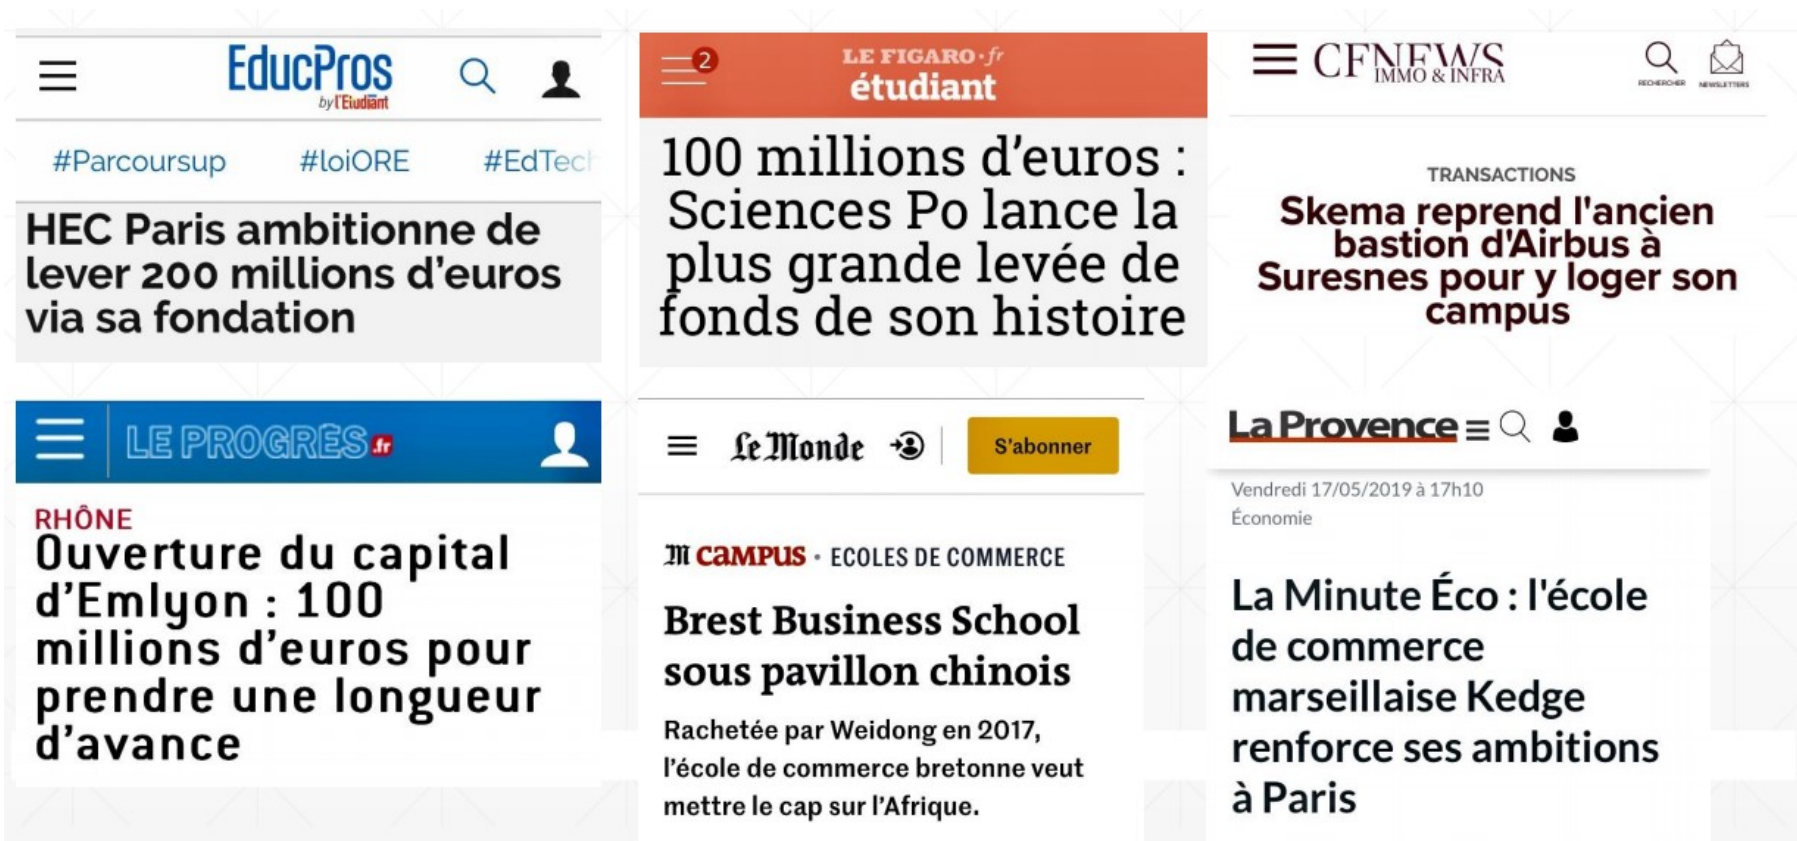 EducPros
by l'Etudiant
#Parcoursup #loiORE #EdTech
HEC Paris ambitionne de
lever 200 millions d'euros
via sa fondation
2
LE FIGARO·fr
étudiant
100 millions d'euros :
Sciences Po lance la
plus grande levée de
fonds de son histoire
CFNEWS
IMMO & INFRA
RECHERCHER NEWSLETTERS
TRANSACTIONS
Skema reprend l'ancien
bastion d'Airbus à
Suresnes pour y loger son
campus
LE PROGRÈS.fr
RHÔNE
Ouverture du capital
d'Emlyon : 100
millions d'euros pour
prendre une longueur
d'avance
Le Monde
S'abonner
M CAMPUS · ECOLES DE COMMERCE
Brest Business School
sous pavillon chinois
Rachetée par Weidong en 2017,
l'école de commerce bretonne veut
mettre le cap sur l'Afrique.
La Provence
Vendredi 17/05/2019 à 17h10
Économie
La Minute Éco : l'école
de commerce
marseillaise Kedge
renforce ses ambitions
à Paris